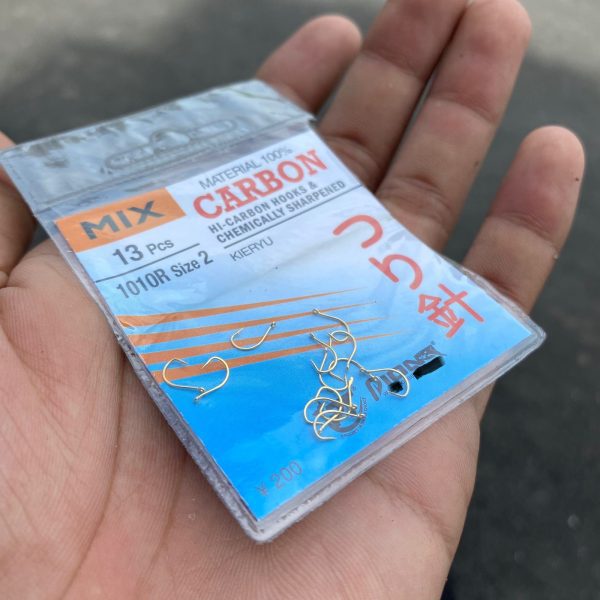 MATERIAL 100%
CARBON
HI-CARBON HOOKS &
CHEMICALLY SHARPENED
KIERYU
MIX
13 Pcs
1010R Size 2
つり針
¥200